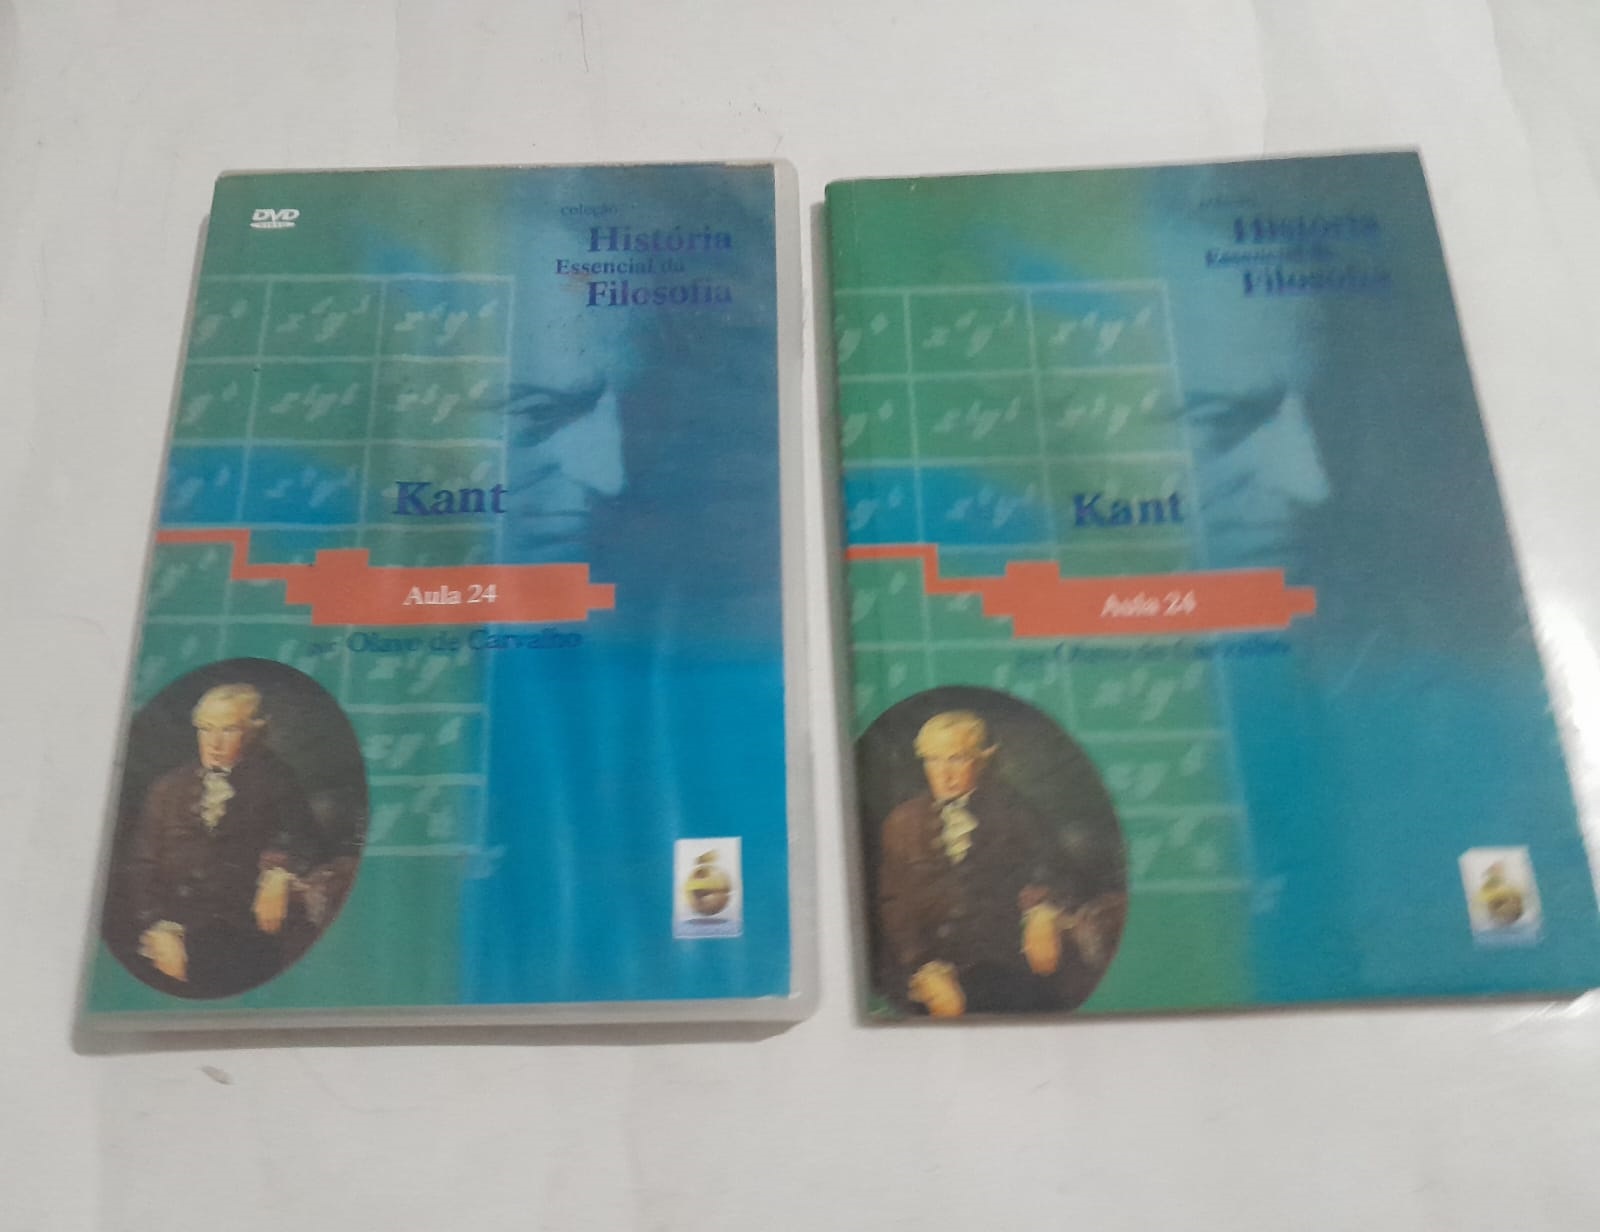 DVD
VIDEO
coleção
História
Essencial da
Filosofia
Kant
Aula 24
por Olavo de Carvalho
História
Essencial da
Filosofia
Kant
Aula 24